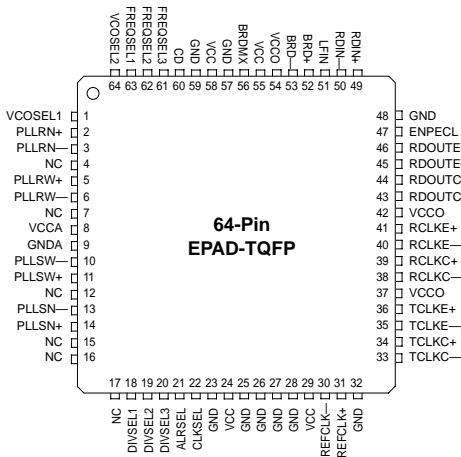 VCOSEL2
FREQSEL1
FREQSEL2
FREQSEL3
CD
GND
VCC
GND
BRDMX
VCC
VCCO
BRD—
BRD+
LFIN
RDIN—
RDIN+
64 63 62 61 60 59 58 57 56 55 54 53 52 51 50 49
VCOSEL1 1
PLLRN+ 2
PLLRN— 3
NC 4
PLLRW+ 5
PLLRW— 6
NC 7
VCCA 8
GNDA 9
PLLSW— 10
PLLSW+ 11
NC 12
PLLSN— 13
PLLSN+ 14
NC 15
NC 16
64-Pin
EPAD-TQFP
48 GND
47 ENPECL
46 RDOUTE
45 RDOUTE
44 RDOUTC
43 RDOUTC
42 VCCO
41 RCLKE+
40 RCLKE—
39 RCLKC+
38 RCLKC—
37 VCCO
36 TCLKE+
35 TCLKE—
34 TCLKC+
33 TCLKC—
17 18 19 20 21 22 23 24 25 26 27 28 29 30 31 32
NC
DIVSEL1
DIVSEL2
DIVSEL3
ALRSEL
CLKSEL
GND
VCC
GND
GND
GND
GND
VCC
REFCLK—
REFCLK+
GND